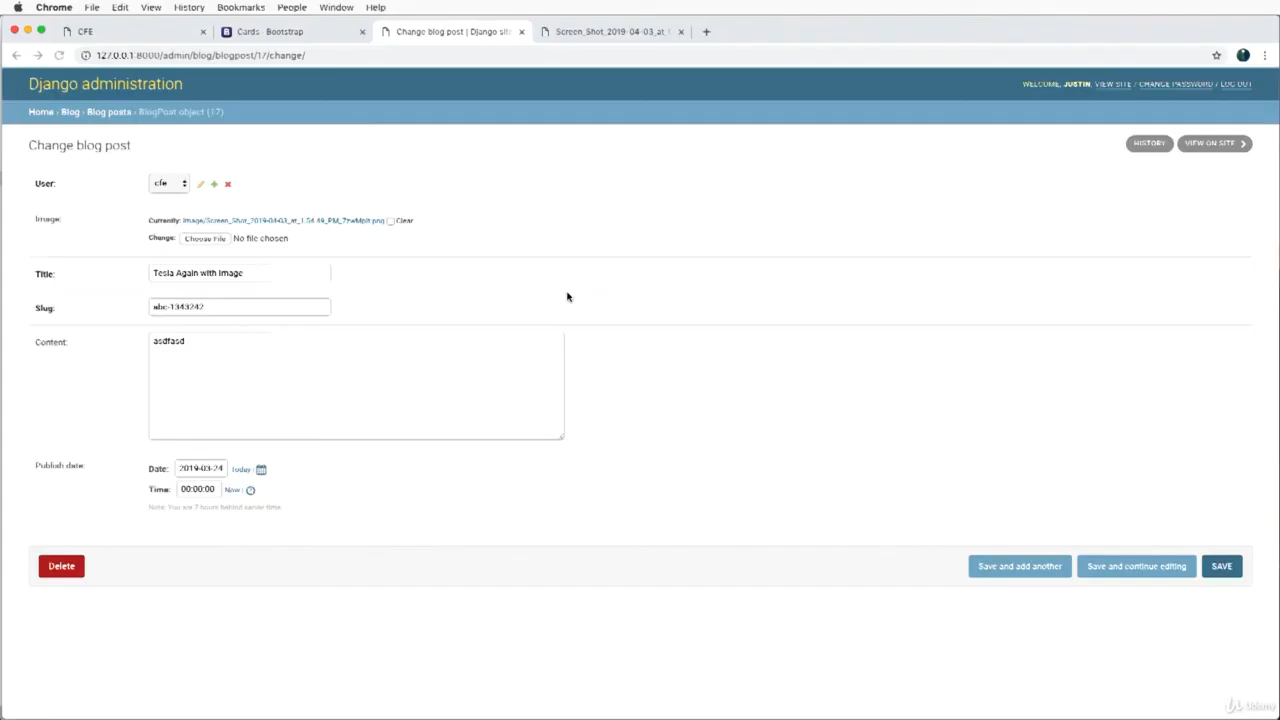 Chrome File Edit View History Bookmarks People Window Help
CFE Cards · Bootstrap Change blog post | Django site Screen_Shot_2019-04-03_at_
127.0.0.1:8000/admin/blog/blogpost/17/change/
Django administration
WELCOME, JUSTIN. VIEW SITE / CHANGE PASSWORD / LOG OUT
Home › Blog › Blog posts › BlogPost object (17)
Change blog post
HISTORY VIEW ON SITE
User: cfe
Image: Currently: image/Screen_Shot_2019-04-03_at_1.54.49_PM_7zwMplt.png Clear
Change: Choose File No file chosen
Title: Tesla Again with Image
Slug: abc-1343242
Content: asdfasd
Publish date: Date: 2019-03-24 Today
Time: 00:00:00 Now
Note: You are 7 hours behind server time.
Delete Save and add another Save and continue editing SAVE
Udemy